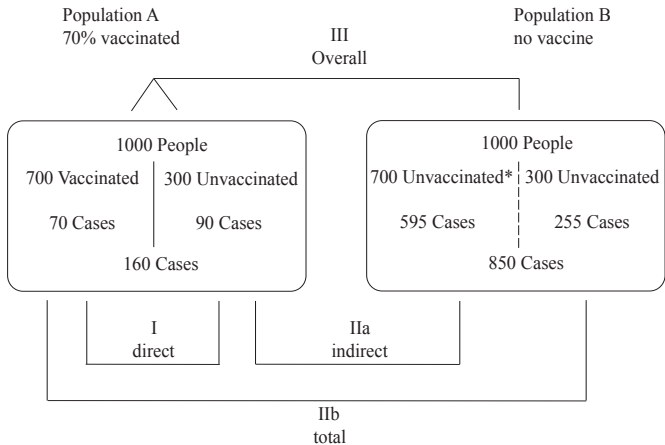 Population A
70% vaccinated
III
Overall
Population B
no vaccine
1000 People
700 Vaccinated
300 Unvaccinated
70 Cases
90 Cases
160 Cases
1000 People
700 Unvaccinated*
300 Unvaccinated
595 Cases
255 Cases
850 Cases
I
direct
IIa
indirect
IIb
total